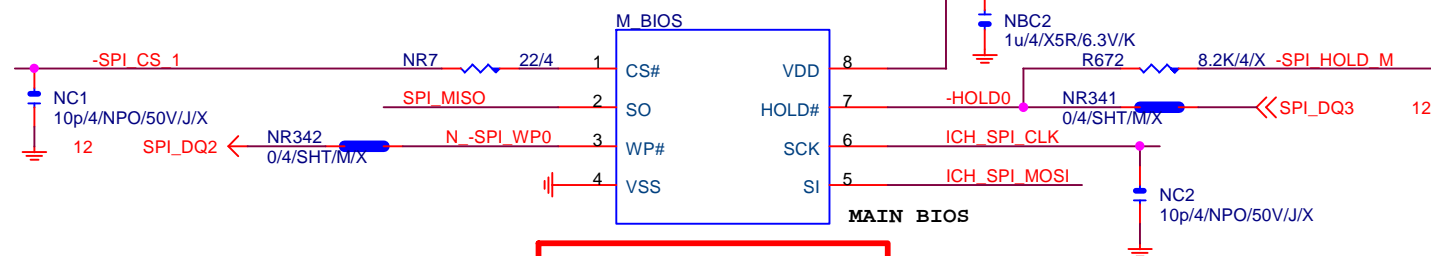 M_BIOS
NBC2
1u/4/X5R/6.3V/K
-SPI_CS_1
NR7
22/4
1
CS#
VDD
8
R672
8.2K/4/X
-SPI_HOLD_M
NC1
10p/4/NPO/50V/J/X
SPI_MISO
2
SO
HOLD#
7
-HOLD0
NR341
0/4/SHT/M/X
SPI_DQ3
12
12
SPI_DQ2
NR342
0/4/SHT/M/X
N_-SPI_WP0
3
WP#
SCK
6
ICH_SPI_CLK
4
VSS
SI
5
ICH_SPI_MOSI
NC2
10p/4/NPO/50V/J/X
MAIN BIOS